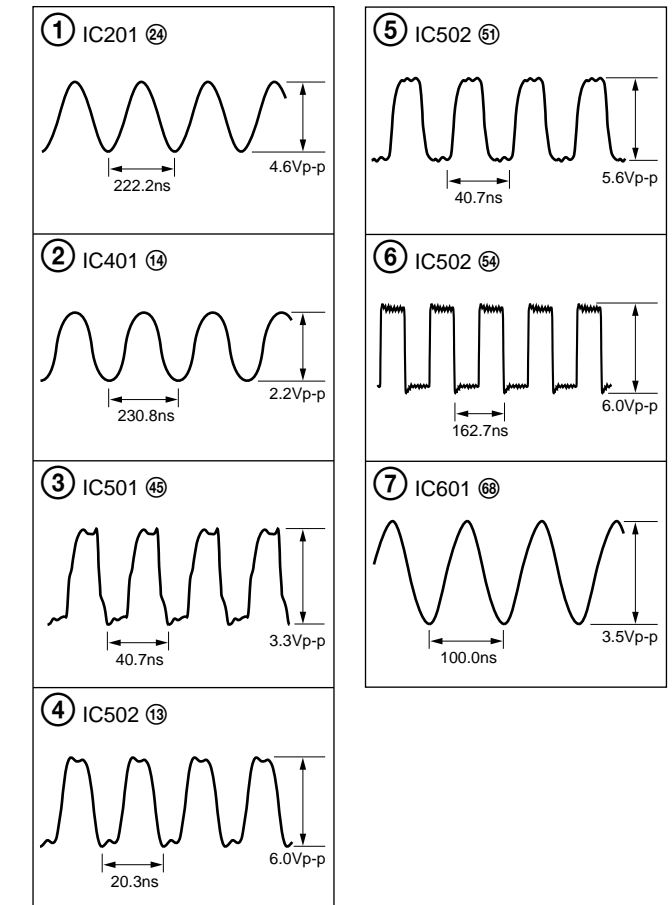 ① IC201 ㉔
4.6Vp-p
222.2ns
② IC401 ⑭
2.2Vp-p
230.8ns
③ IC501 ㊺
3.3Vp-p
40.7ns
④ IC502 ⑬
6.0Vp-p
20.3ns
⑤ IC502 51
5.6Vp-p
40.7ns
⑥ IC502 54
6.0Vp-p
162.7ns
⑦ IC601 68
3.5Vp-p
100.0ns